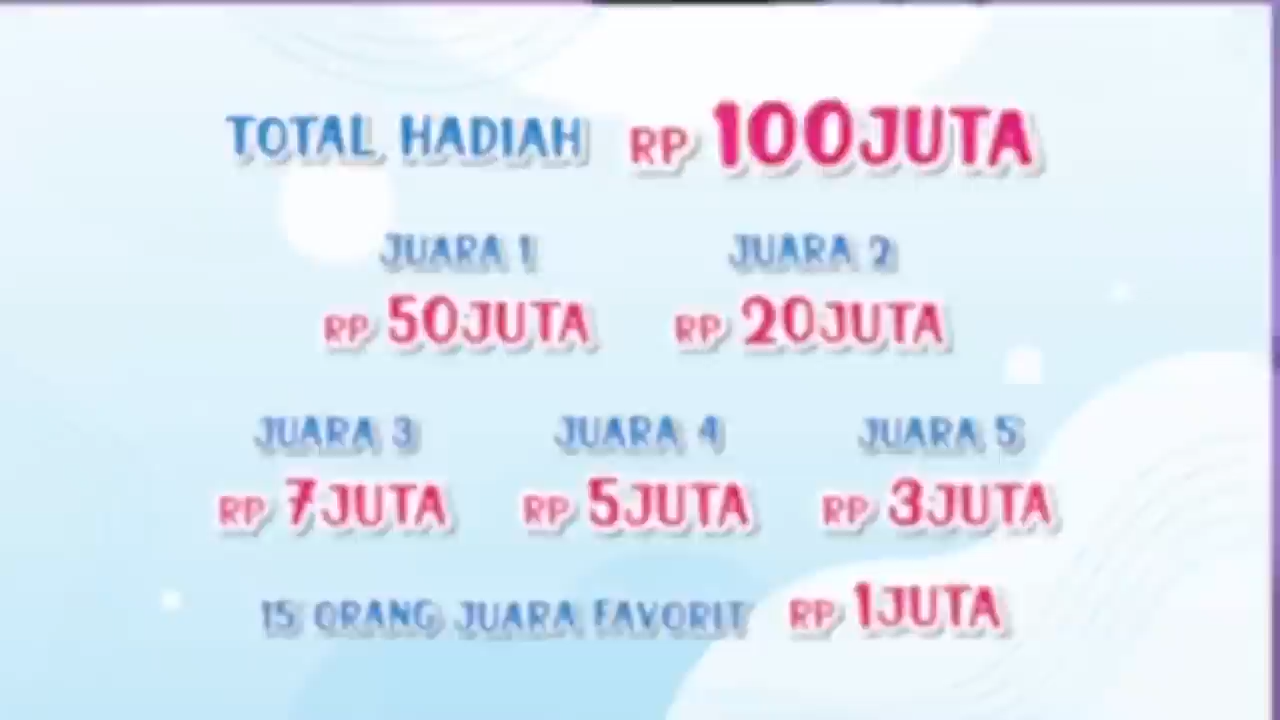 TOTAL HADIAH RP 100JUTA
JUARA 1 JUARA 2
RP 50JUTA RP 20JUTA
JUARA 3 JUARA 4 JUARA 5
RP 7JUTA RP 5JUTA RP 3JUTA
15 ORANG JUARA FAVORIT RP 1JUTA